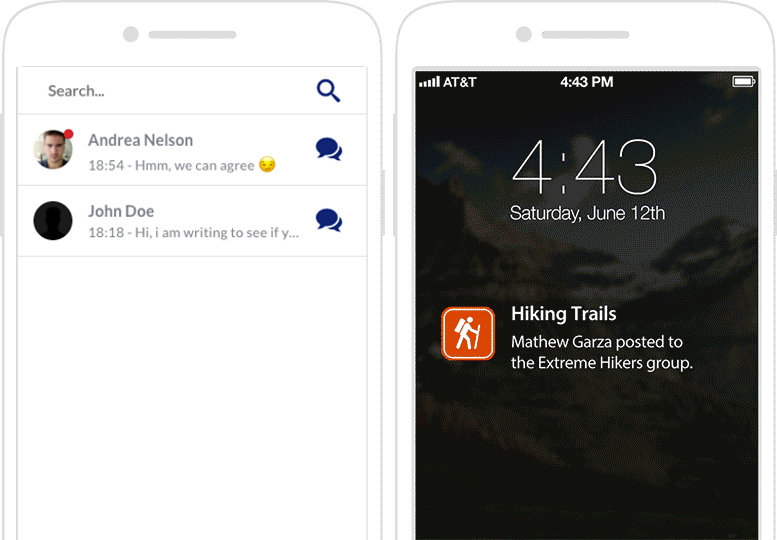 Search...
Andrea Nelson
18:54 - Hmm, we can agree 😏
John Doe
18:18 - Hi, i am writing to see if y...
AT&T 4:43 PM
4:43
Saturday, June 12th
Hiking Trails
Mathew Garza posted to
the Extreme Hikers group.